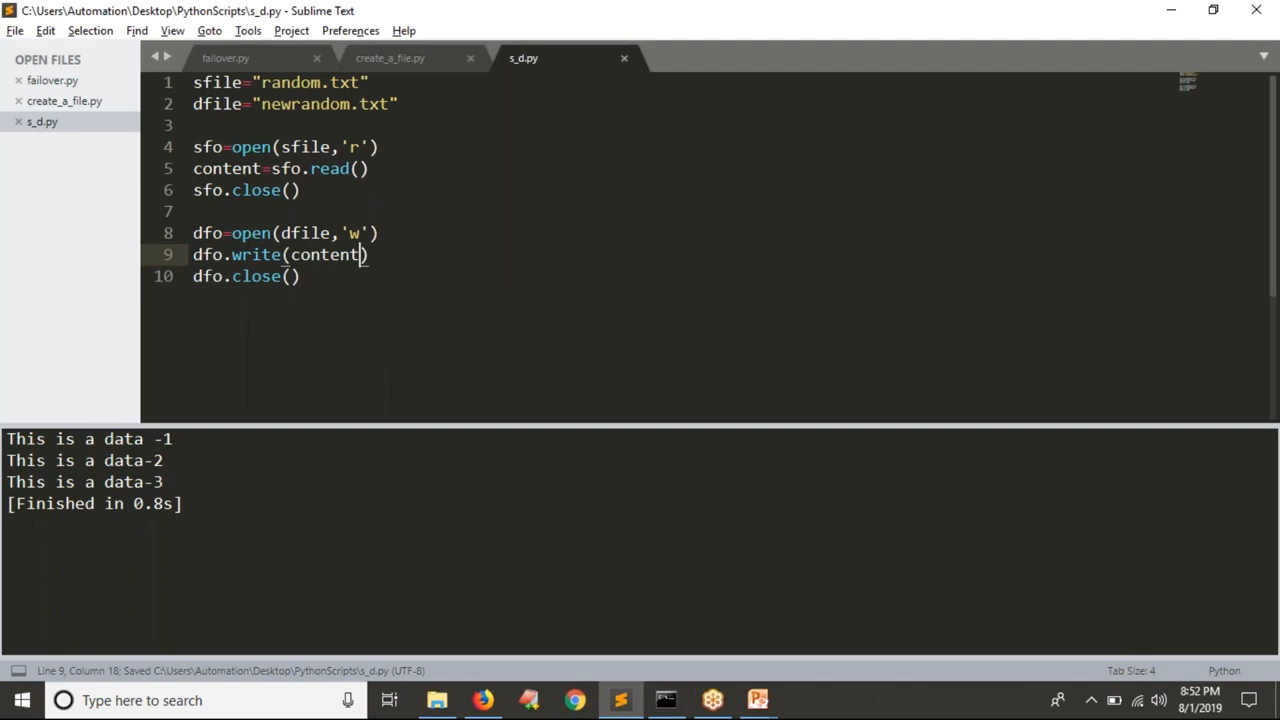 C:\Users\Automation\Desktop\PythonScripts\s_d.py - Sublime Text
File Edit Selection Find View Goto Tools Project Preferences Help
OPEN FILES
failover.py
create_a_file.py
s_d.py
failover.py create_a_file.py s_d.py
1 sfile="random.txt"
2 dfile="newrandom.txt"
3
4 sfo=open(sfile,'r')
5 content=sfo.read()
6 sfo.close()
7
8 dfo=open(dfile,'w')
9 dfo.write(content)
10 dfo.close()
This is a data -1
This is a data-2
This is a data-3
[Finished in 0.8s]
Line 9, Column 18; Saved C:\Users\Automation\Desktop\PythonScripts\s_d.py (UTF-8) Tab Size: 4 Python
Type here to search
8:52 PM
8/1/2019